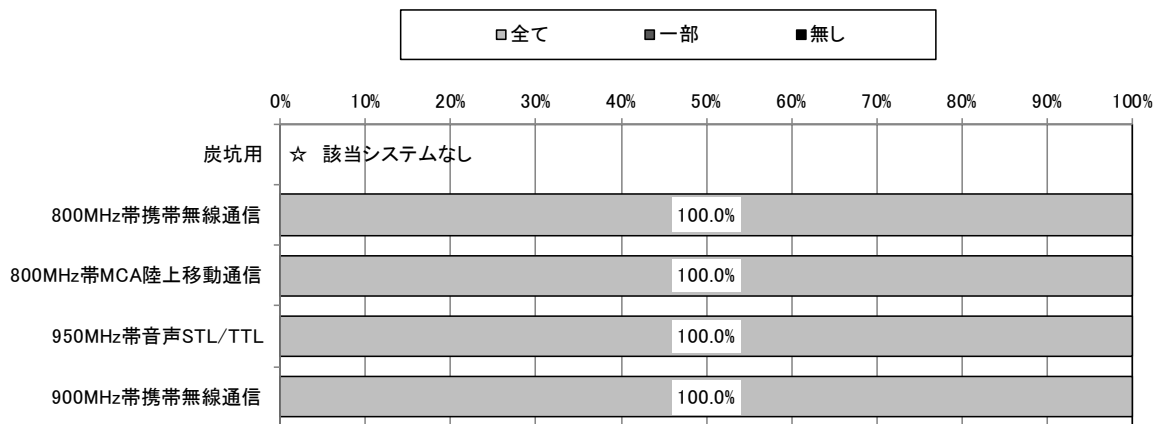 全て 一部 無し
0% 10% 20% 30% 40% 50% 60% 70% 80% 90% 100%
炭坑用 ☆ 該当システムなし
800MHz帯携帯無線通信 100.0%
800MHz帯MCA陸上移動通信 100.0%
950MHz帯音声STL/TTL 100.0%
900MHz帯携帯無線通信 100.0%